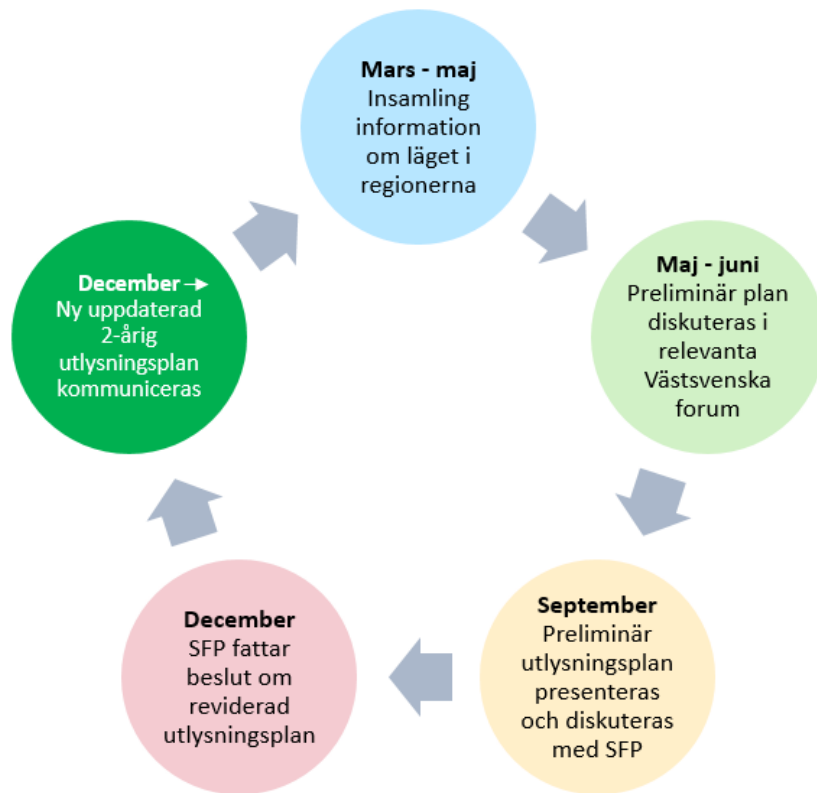 Mars - maj
Insamling
information
om läget i
regionerna
Maj - juni
Preliminär plan
diskuteras i
relevanta
Västsvenska
forum
September
Preliminär
utlysningsplan
presenteras
och diskuteras
med SFP
December
SFP fattar
beslut om
reviderad
utlysningsplan
December →
Ny uppdaterad
2-årig
utlysningsplan
kommuniceras